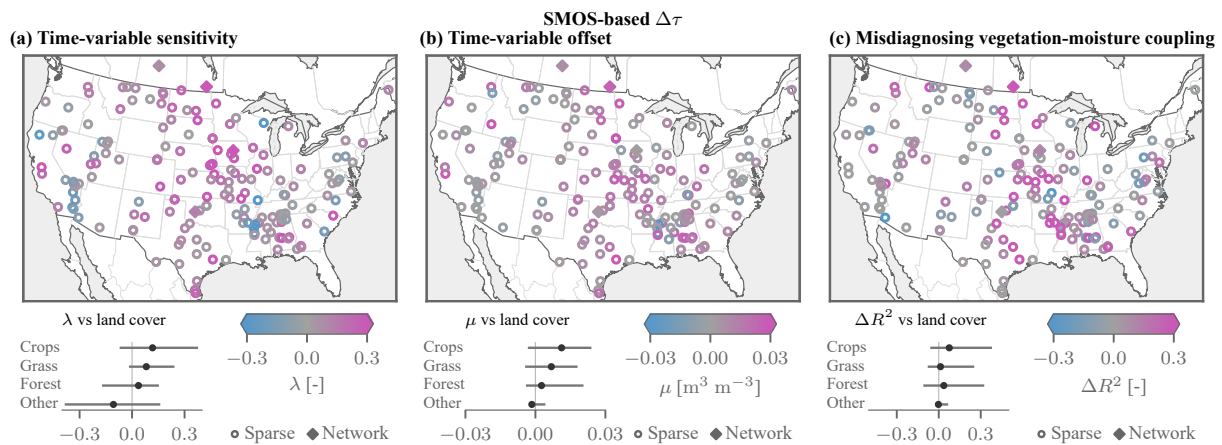 SMOS-based Δτ
(a) Time-variable sensitivity
(b) Time-variable offset
(c) Misdiagnosing vegetation-moisture coupling
λ vs land cover
Crops
Grass
Forest
Other
−0.3 0.0 0.3
−0.3 0.0 0.3
λ [-]
Sparse Network
μ vs land cover
Crops
Grass
Forest
Other
0.00 0.03
−0.03 0.00 0.03
μ [m³ m⁻³]
Sparse Network
ΔR² vs land cover
Crops
Grass
Forest
Other
−0.3 0.0 0.3
−0.3 0.0 0.3
ΔR² [-]
Sparse Network